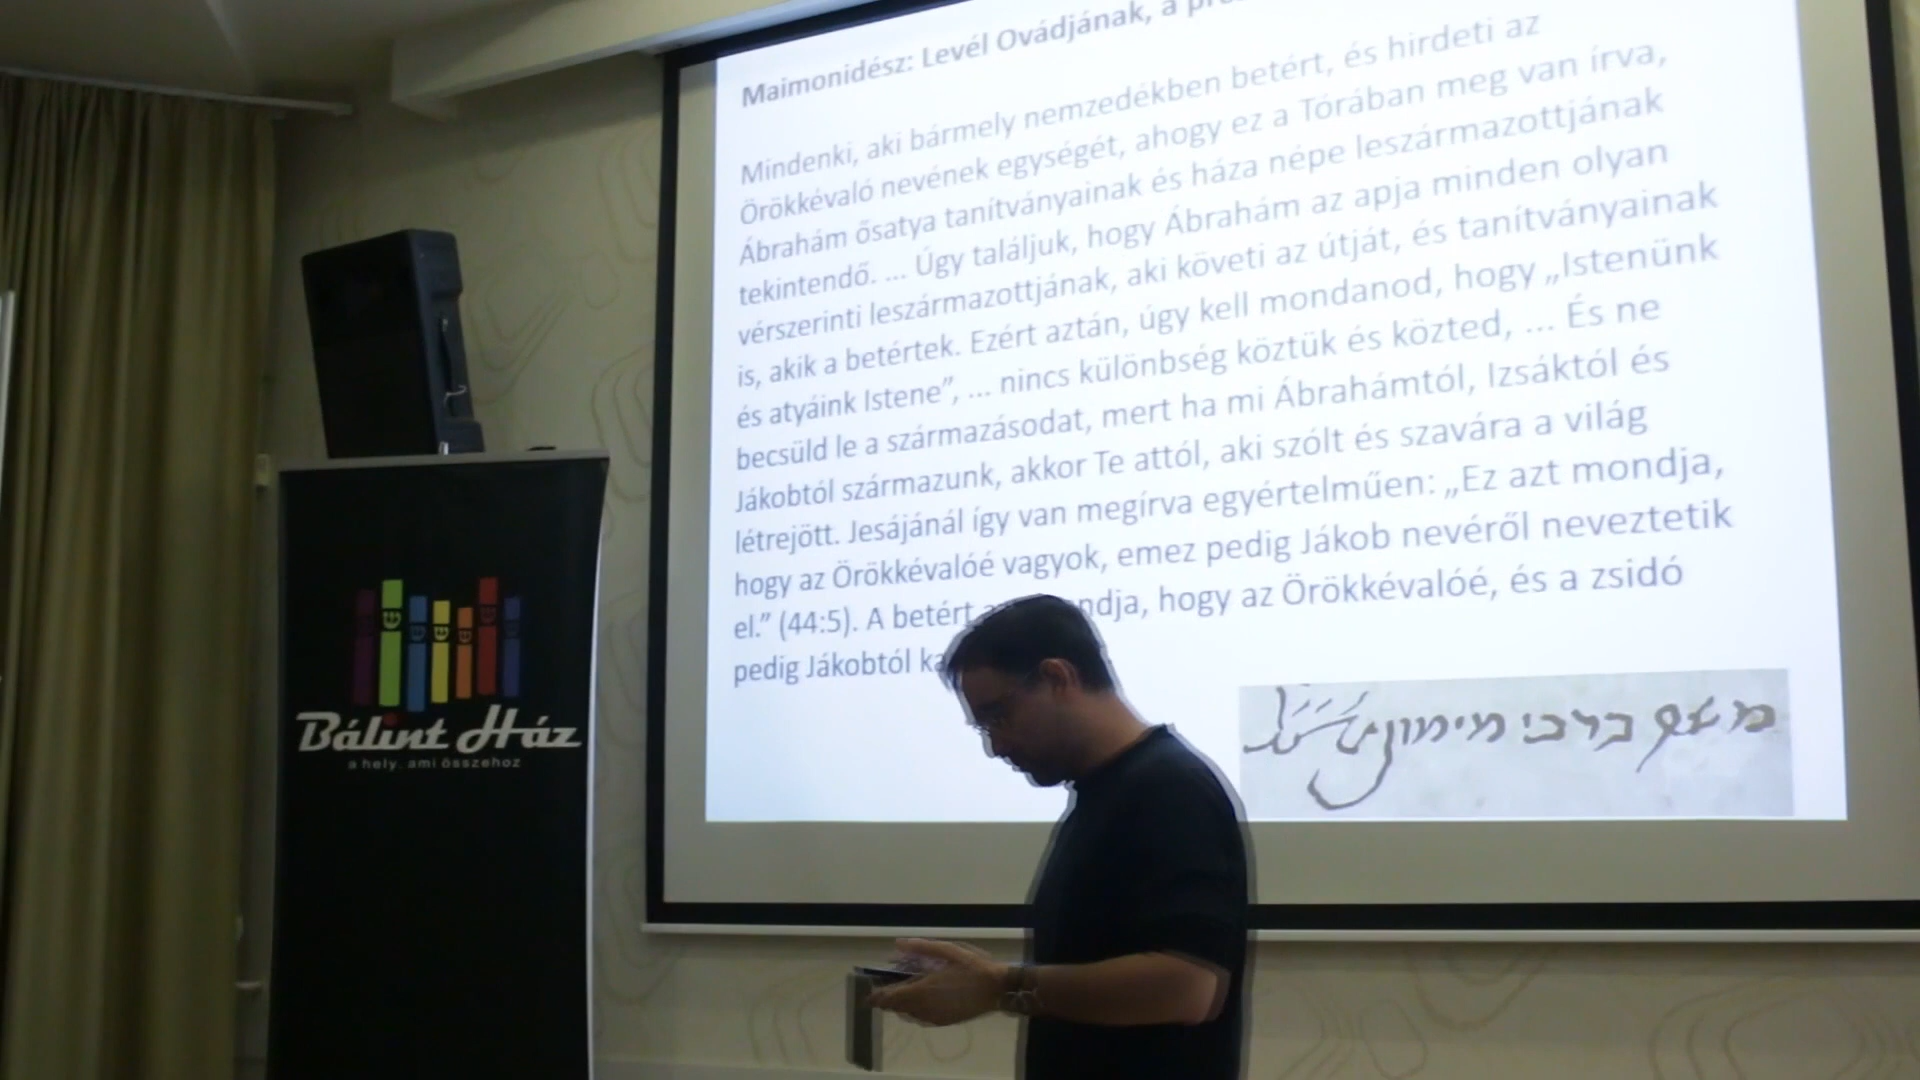 Maimonidész: Levél Ovádjának, a
Mindenki, aki bármely nemzedékben betért, és hirdeti az
Örökkévaló nevének egységét, ahogy ez a Tórában meg van írva,
Ábrahám ősatya tanítványainak és háza népe leszármazottjának
tekintendő. ... Úgy találjuk, hogy Ábrahám az apja minden olyan
vérszerinti leszármazottjának, aki követi az útját, és tanítványainak
is, akik a betértek. Ezért aztán, úgy kell mondanod, hogy „Istenünk
és atyáink Istene”, ... nincs különbség köztük és közted, ... És ne
becsüld le a származásodat, mert ha mi Ábrahámtól, Izsáktól és
Jákobtól származunk, akkor Te attól, aki szólt és szavára a világ
létrejött. Jesájánál így van megírva egyértelműen: „Ez azt mondja,
hogy az Örökkévalóé vagyok, emez pedig Jákob nevéről neveztetik
el.” (44:5). A betért hogy az Örökkévalóé, és a zsidó
pedig Jákobtól
ברבי מימון
Bálint Ház
a hely, ami összehoz